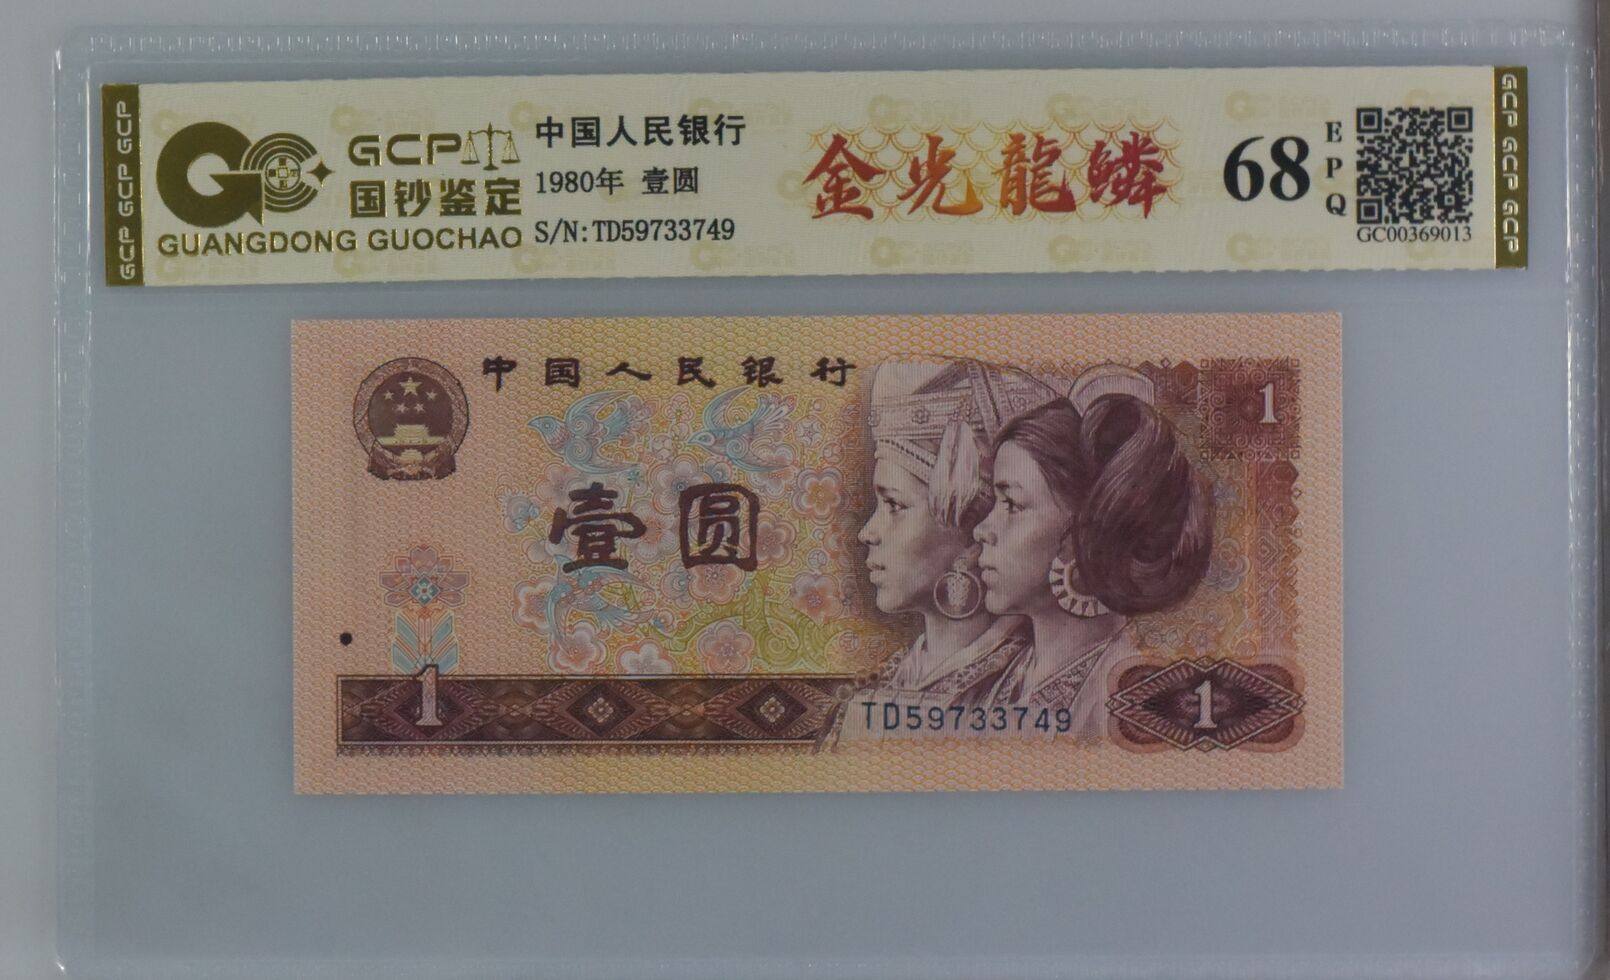 GCP GCP GCP
GCP
国钞鉴定
GUANGDONG GUOCHAO
中国人民银行
1980年 壹圆
S/N:TD59733749
金光龍鳞
68
EPQ
GC00369013
GCP GCP GCP
中国人民银行
1
壹圆
1
TD59733749
1